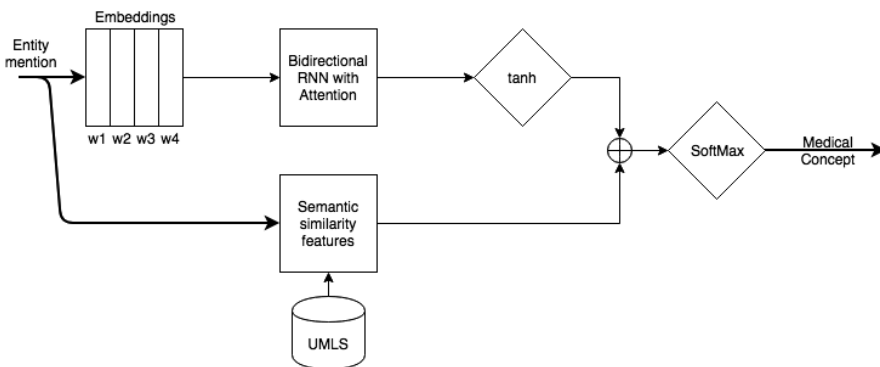 Embeddings
Entity
mention
w1 w2 w3 w4
Bidirectional
RNN with
Attention
tanh
SoftMax
Medical
Concept
Semantic
similarity
features
UMLS